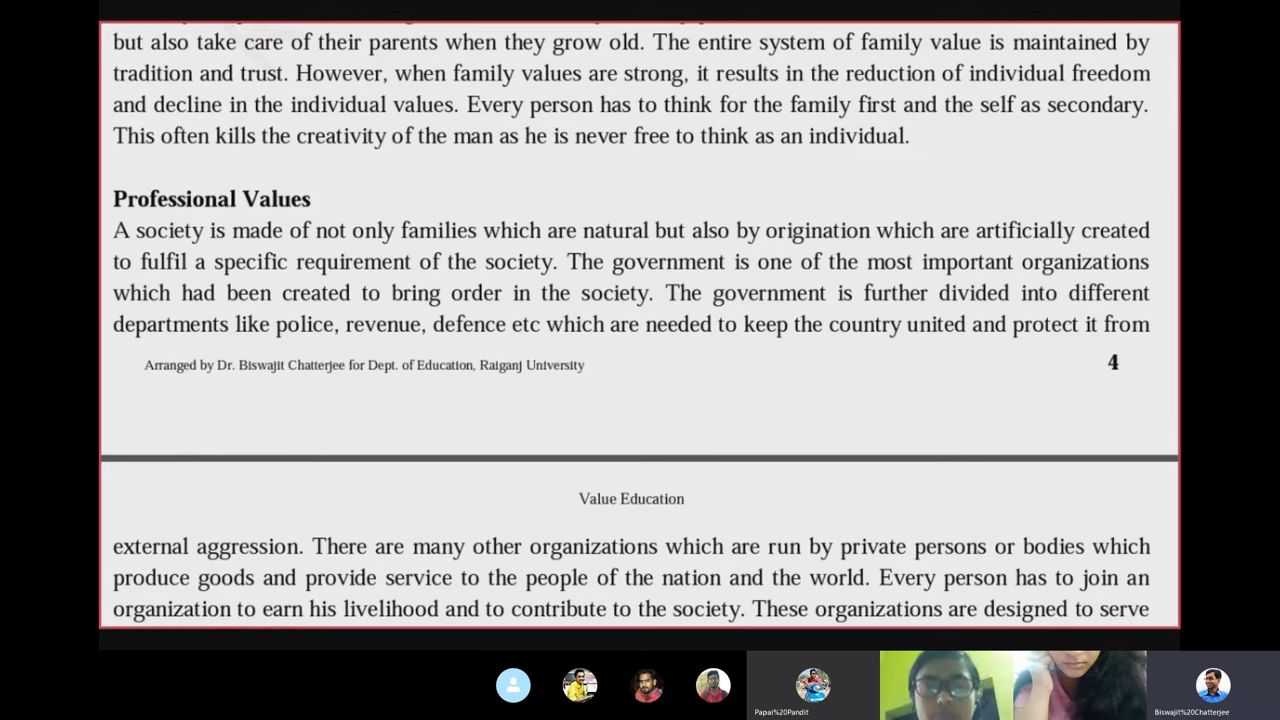 but also take care of their parents when they grow old. The entire system of family value is maintained by
tradition and trust. However, when family values are strong, it results in the reduction of individual freedom
and decline in the individual values. Every person has to think for the family first and the self as secondary.
This often kills the creativity of the man as he is never free to think as an individual.
Professional Values
A society is made of not only families which are natural but also by origination which are artificially created
to fulfil a specific requirement of the society. The government is one of the most important organizations
which had been created to bring order in the society. The government is further divided into different
departments like police, revenue, defence etc which are needed to keep the country united and protect it from
Arranged by Dr. Biswajit Chatterjee for Dept. of Education, Raiganj University 4
Value Education
external aggression. There are many other organizations which are run by private persons or bodies which
produce goods and provide service to the people of the nation and the world. Every person has to join an
organization to earn his livelihood and to contribute to the society. These organizations are designed to serve
Papai%20Pandit
Biswajit%20Chatterjee